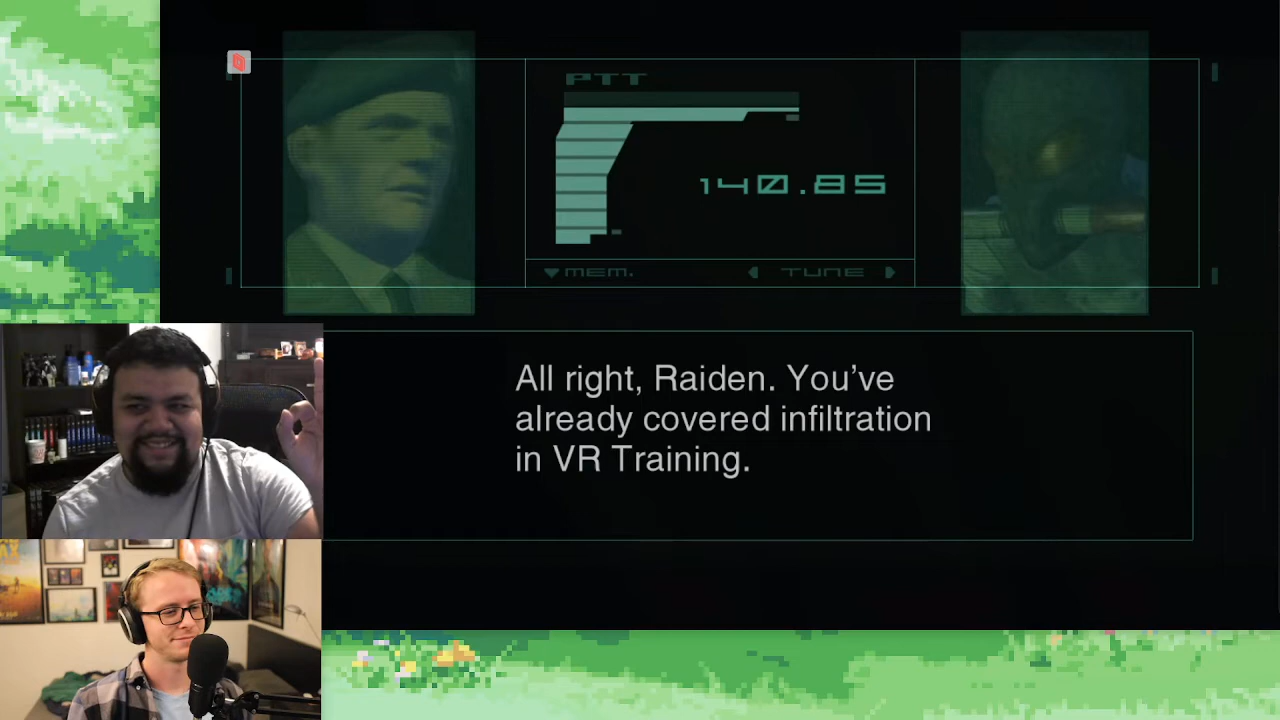 PTT
140.85
MEM.
TUNE
All right, Raiden. You've
already covered infiltration
in VR Training.